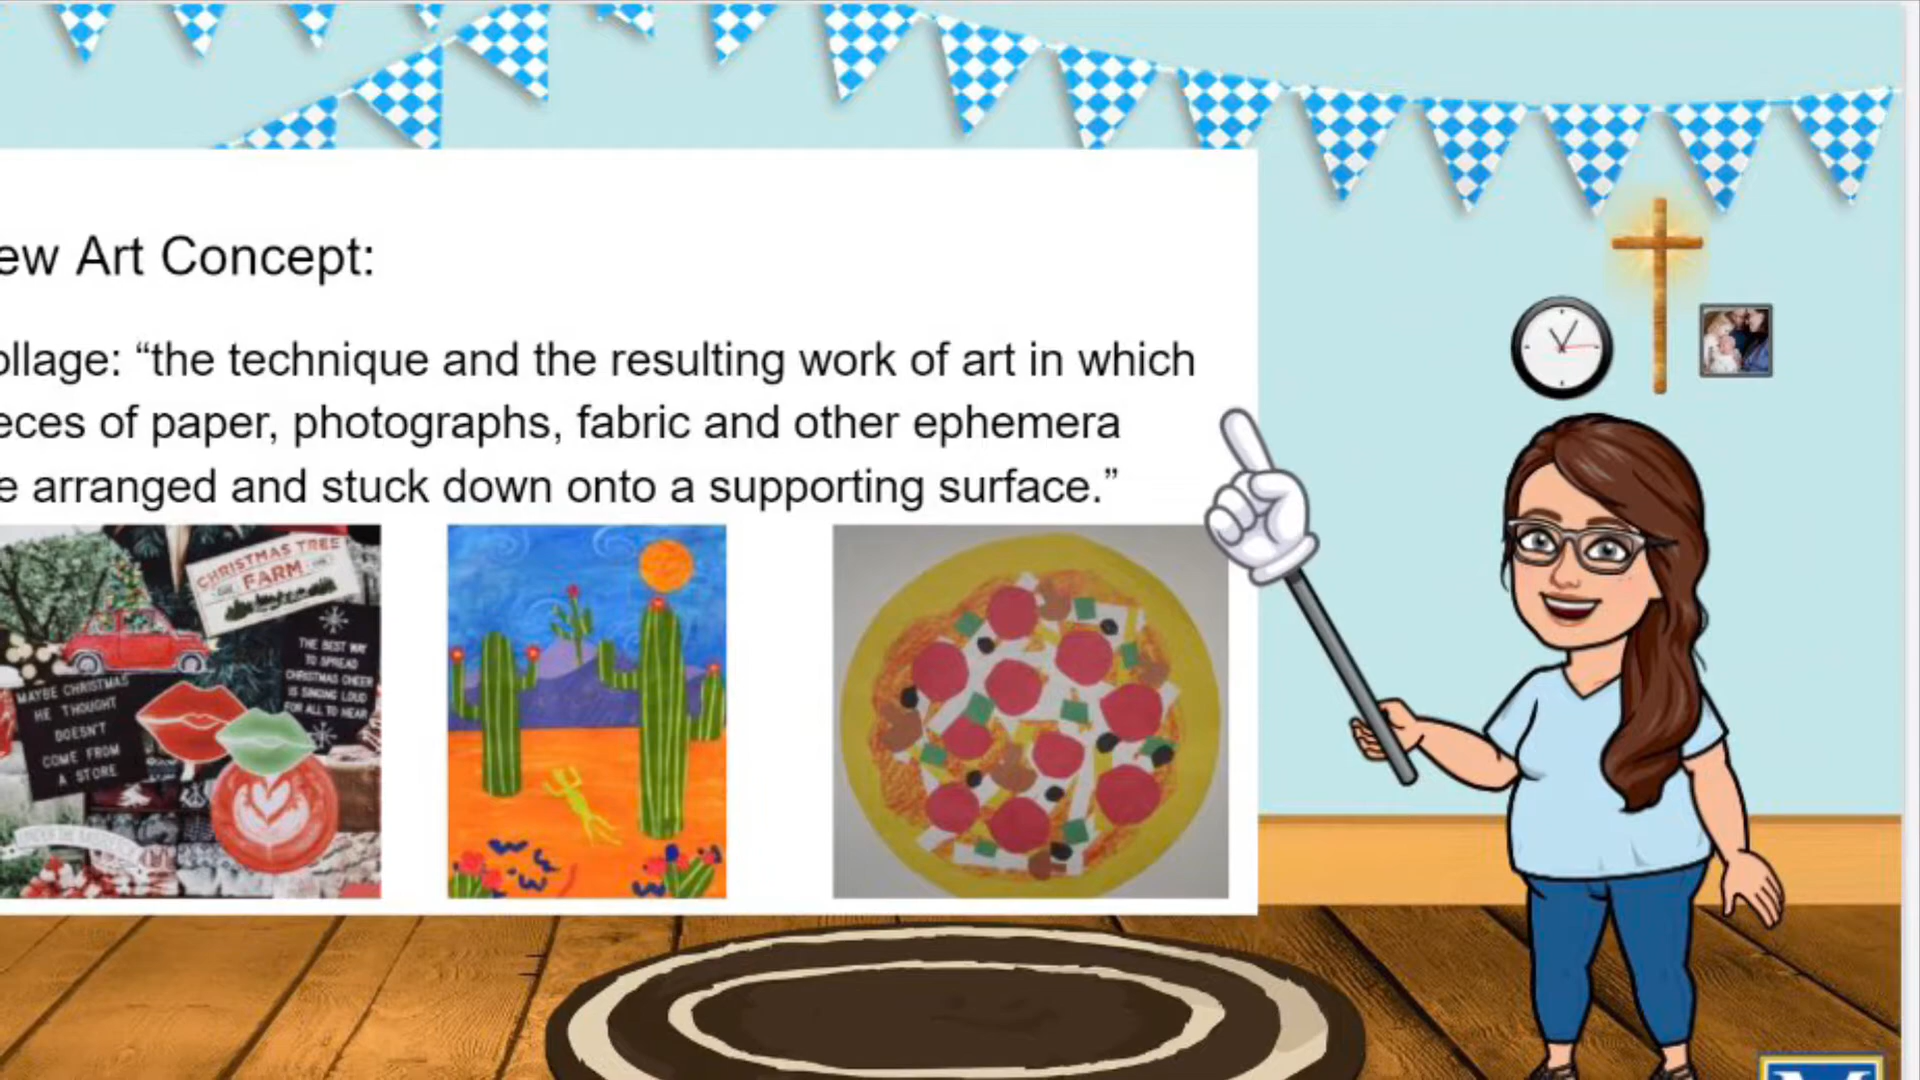 ew Art Concept:
ollage: “the technique and the resulting work of art in which
eces of paper, photographs, fabric and other ephemera
e arranged and stuck down onto a supporting surface.”
CHRISTMAS TREE
FARM
THE BEST WAY
TO SPREAD
CHRISTMAS CHEER
IS SINGING LOUD
FOR ALL TO HEAR
MAYBE CHRISTMAS
HE THOUGHT
DOESN'T
COME FROM
A STORE